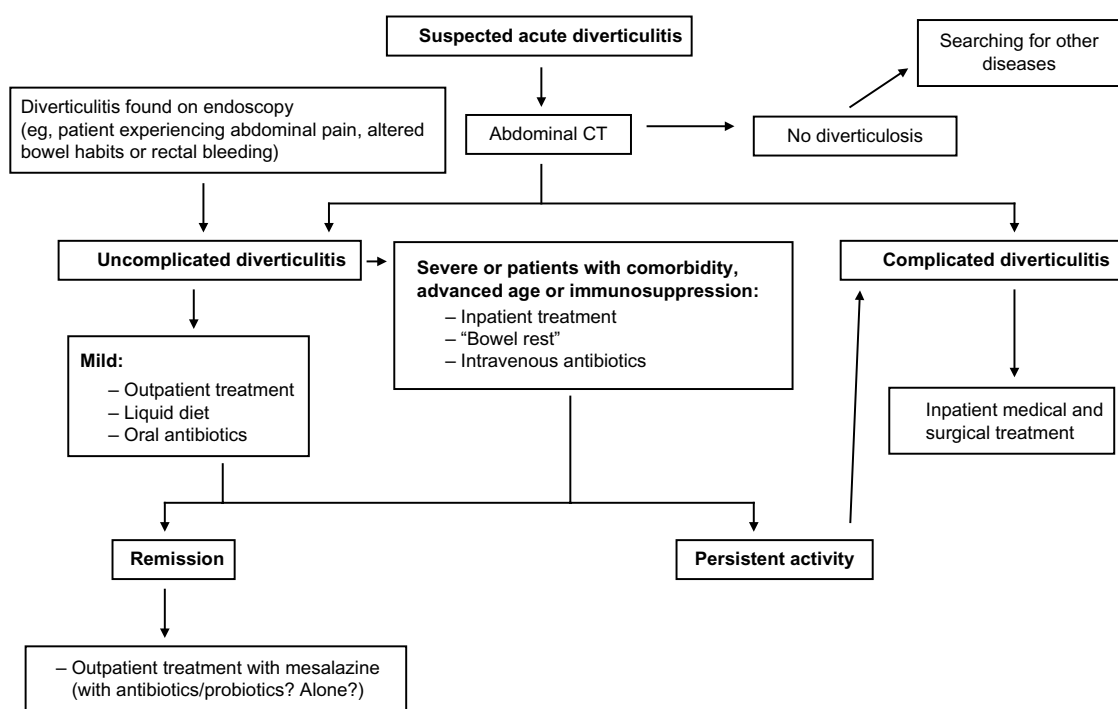 Suspected acute diverticulitis
Searching for other
diseases
Diverticulitis found on endoscopy
(eg, patient experiencing abdominal pain, altered
bowel habits or rectal bleeding)
Abdominal CT
No diverticulosis
Uncomplicated diverticulitis
Severe or patients with comorbidity,
advanced age or immunosuppression:
– Inpatient treatment
– “Bowel rest”
– Intravenous antibiotics
Complicated diverticulitis
Mild:
– Outpatient treatment
– Liquid diet
– Oral antibiotics
Inpatient medical and
surgical treatment
Remission
Persistent activity
– Outpatient treatment with mesalazine
(with antibiotics/probiotics? Alone?)